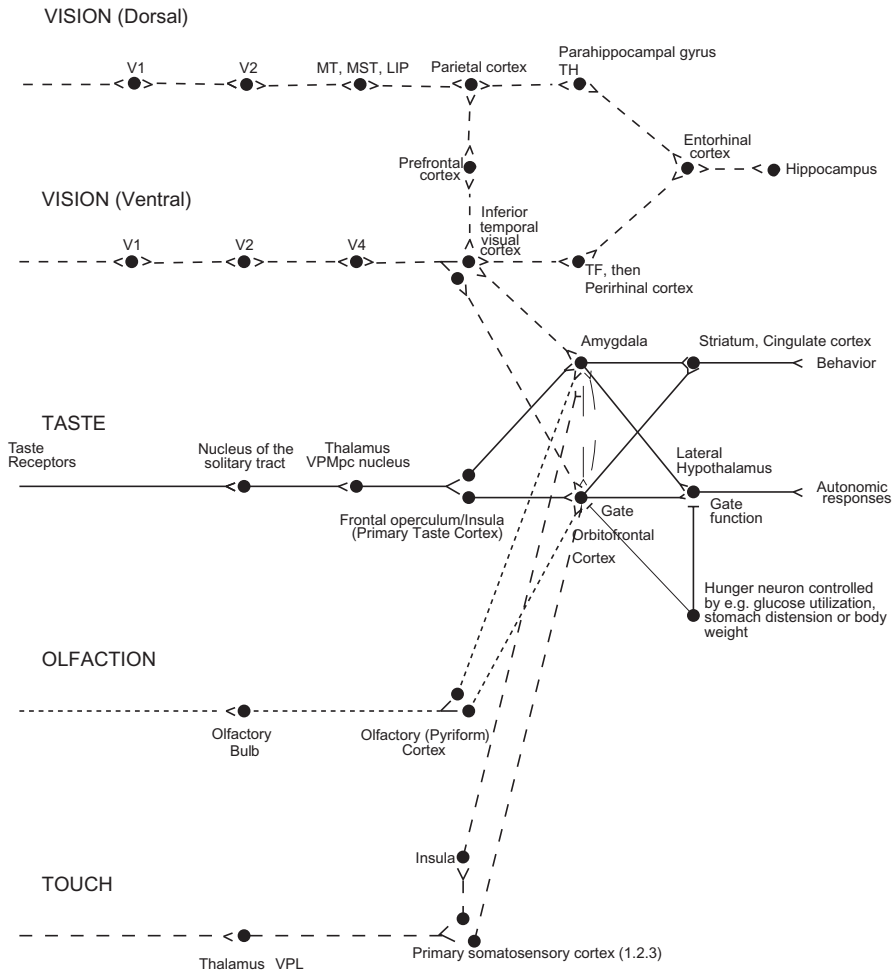 VISION (Dorsal)
V1
V2
MT, MST, LIP
Parietal cortex
Parahippocampal gyrus
TH
Prefrontal
cortex
Entorhinal
cortex
Hippocampus
VISION (Ventral)
V1
V2
V4
Inferior
temporal
visual
cortex
TF, then
Perirhinal cortex
Amygdala
Striatum, Cingulate cortex
Behavior
TASTE
Taste
Receptors
Nucleus of the
solitary tract
Thalamus
VPMpc nucleus
Frontal operculum/Insula
(Primary Taste Cortex)
Gate
Orbitofrontal
Cortex
Lateral
Hypothalamus
Gate
function
Autonomic
responses
Hunger neuron controlled
by e.g. glucose utilization,
stomach distension or body
weight
OLFACTION
Olfactory
Bulb
Olfactory (Pyriform)
Cortex
TOUCH
Insula
Thalamus VPL
Primary somatosensory cortex (1.2.3)